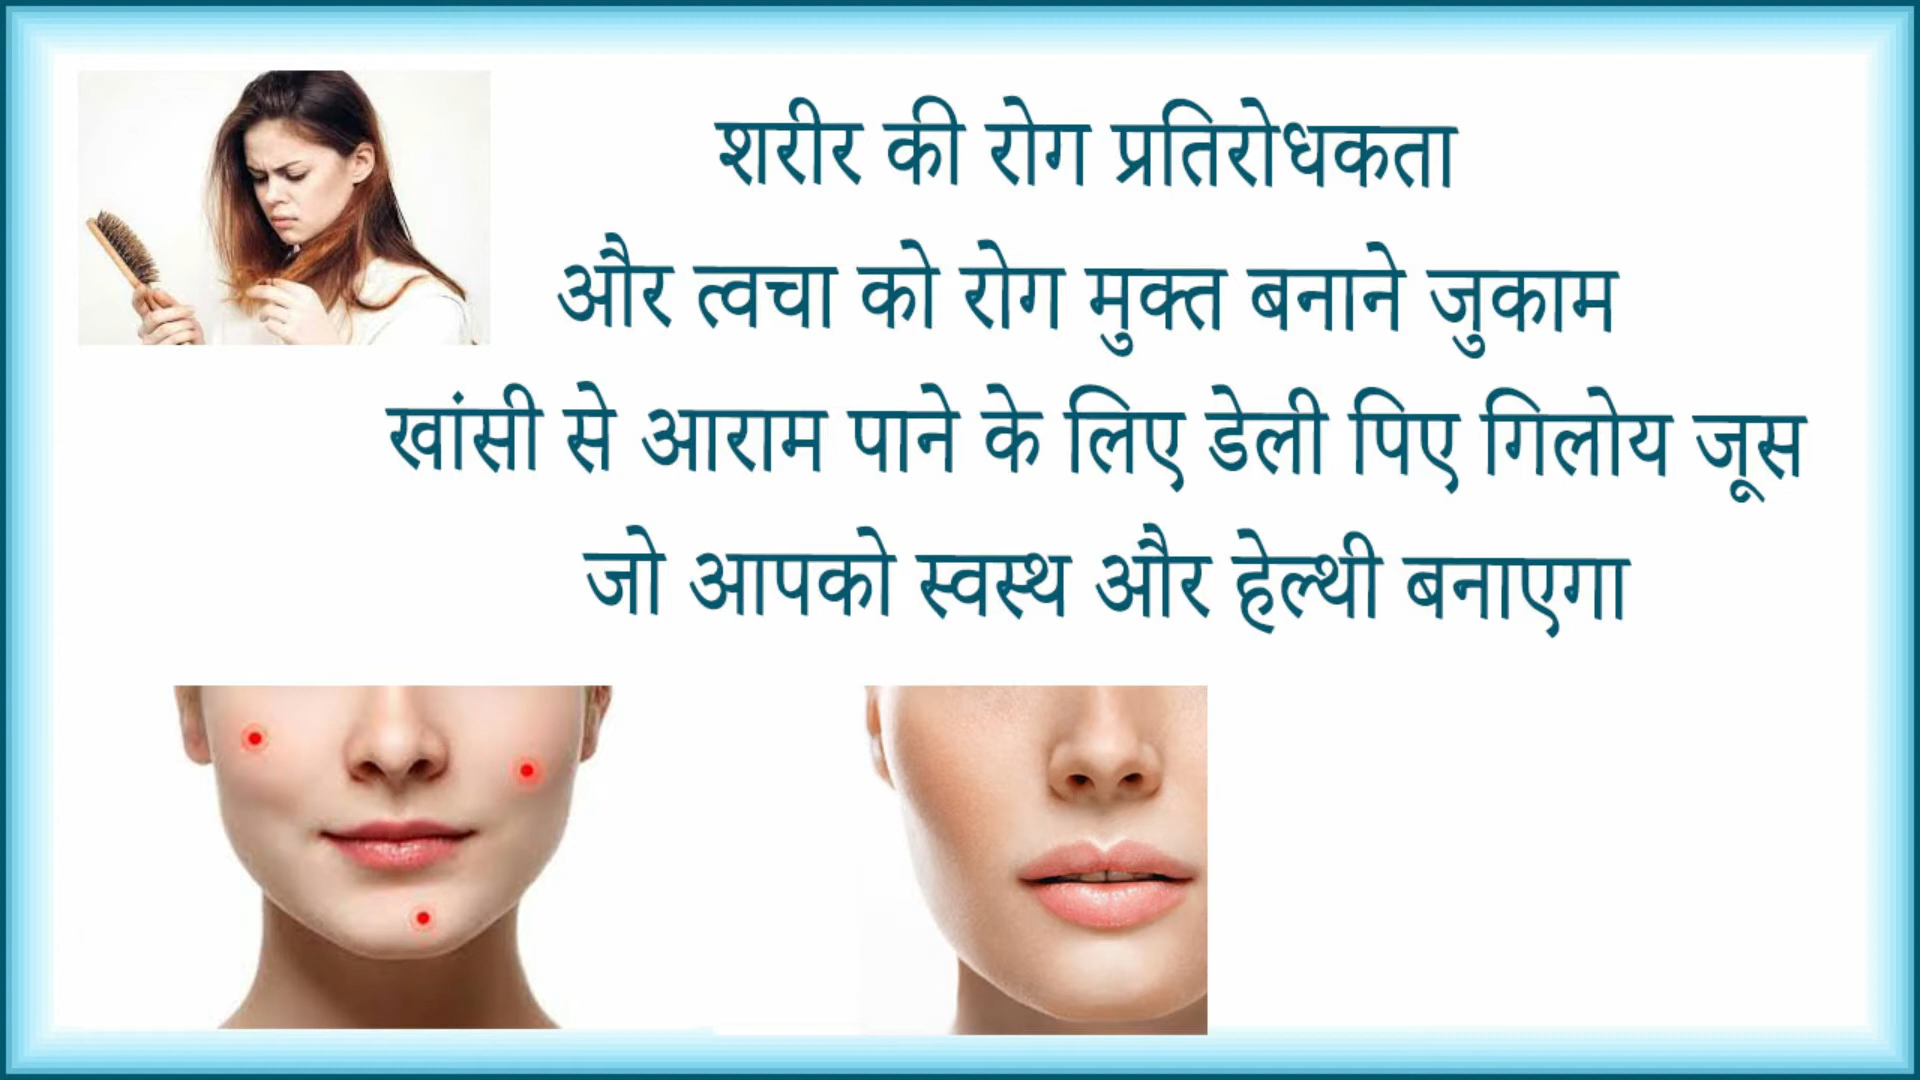 शरीर की रोग प्रतिरोधकता
और त्वचा को रोग मुक्त बनाने जुकाम
खांसी से आराम पाने के लिए डेली पिए गिलोय जूस
जो आपको स्वस्थ और हेल्थी बनाएगा